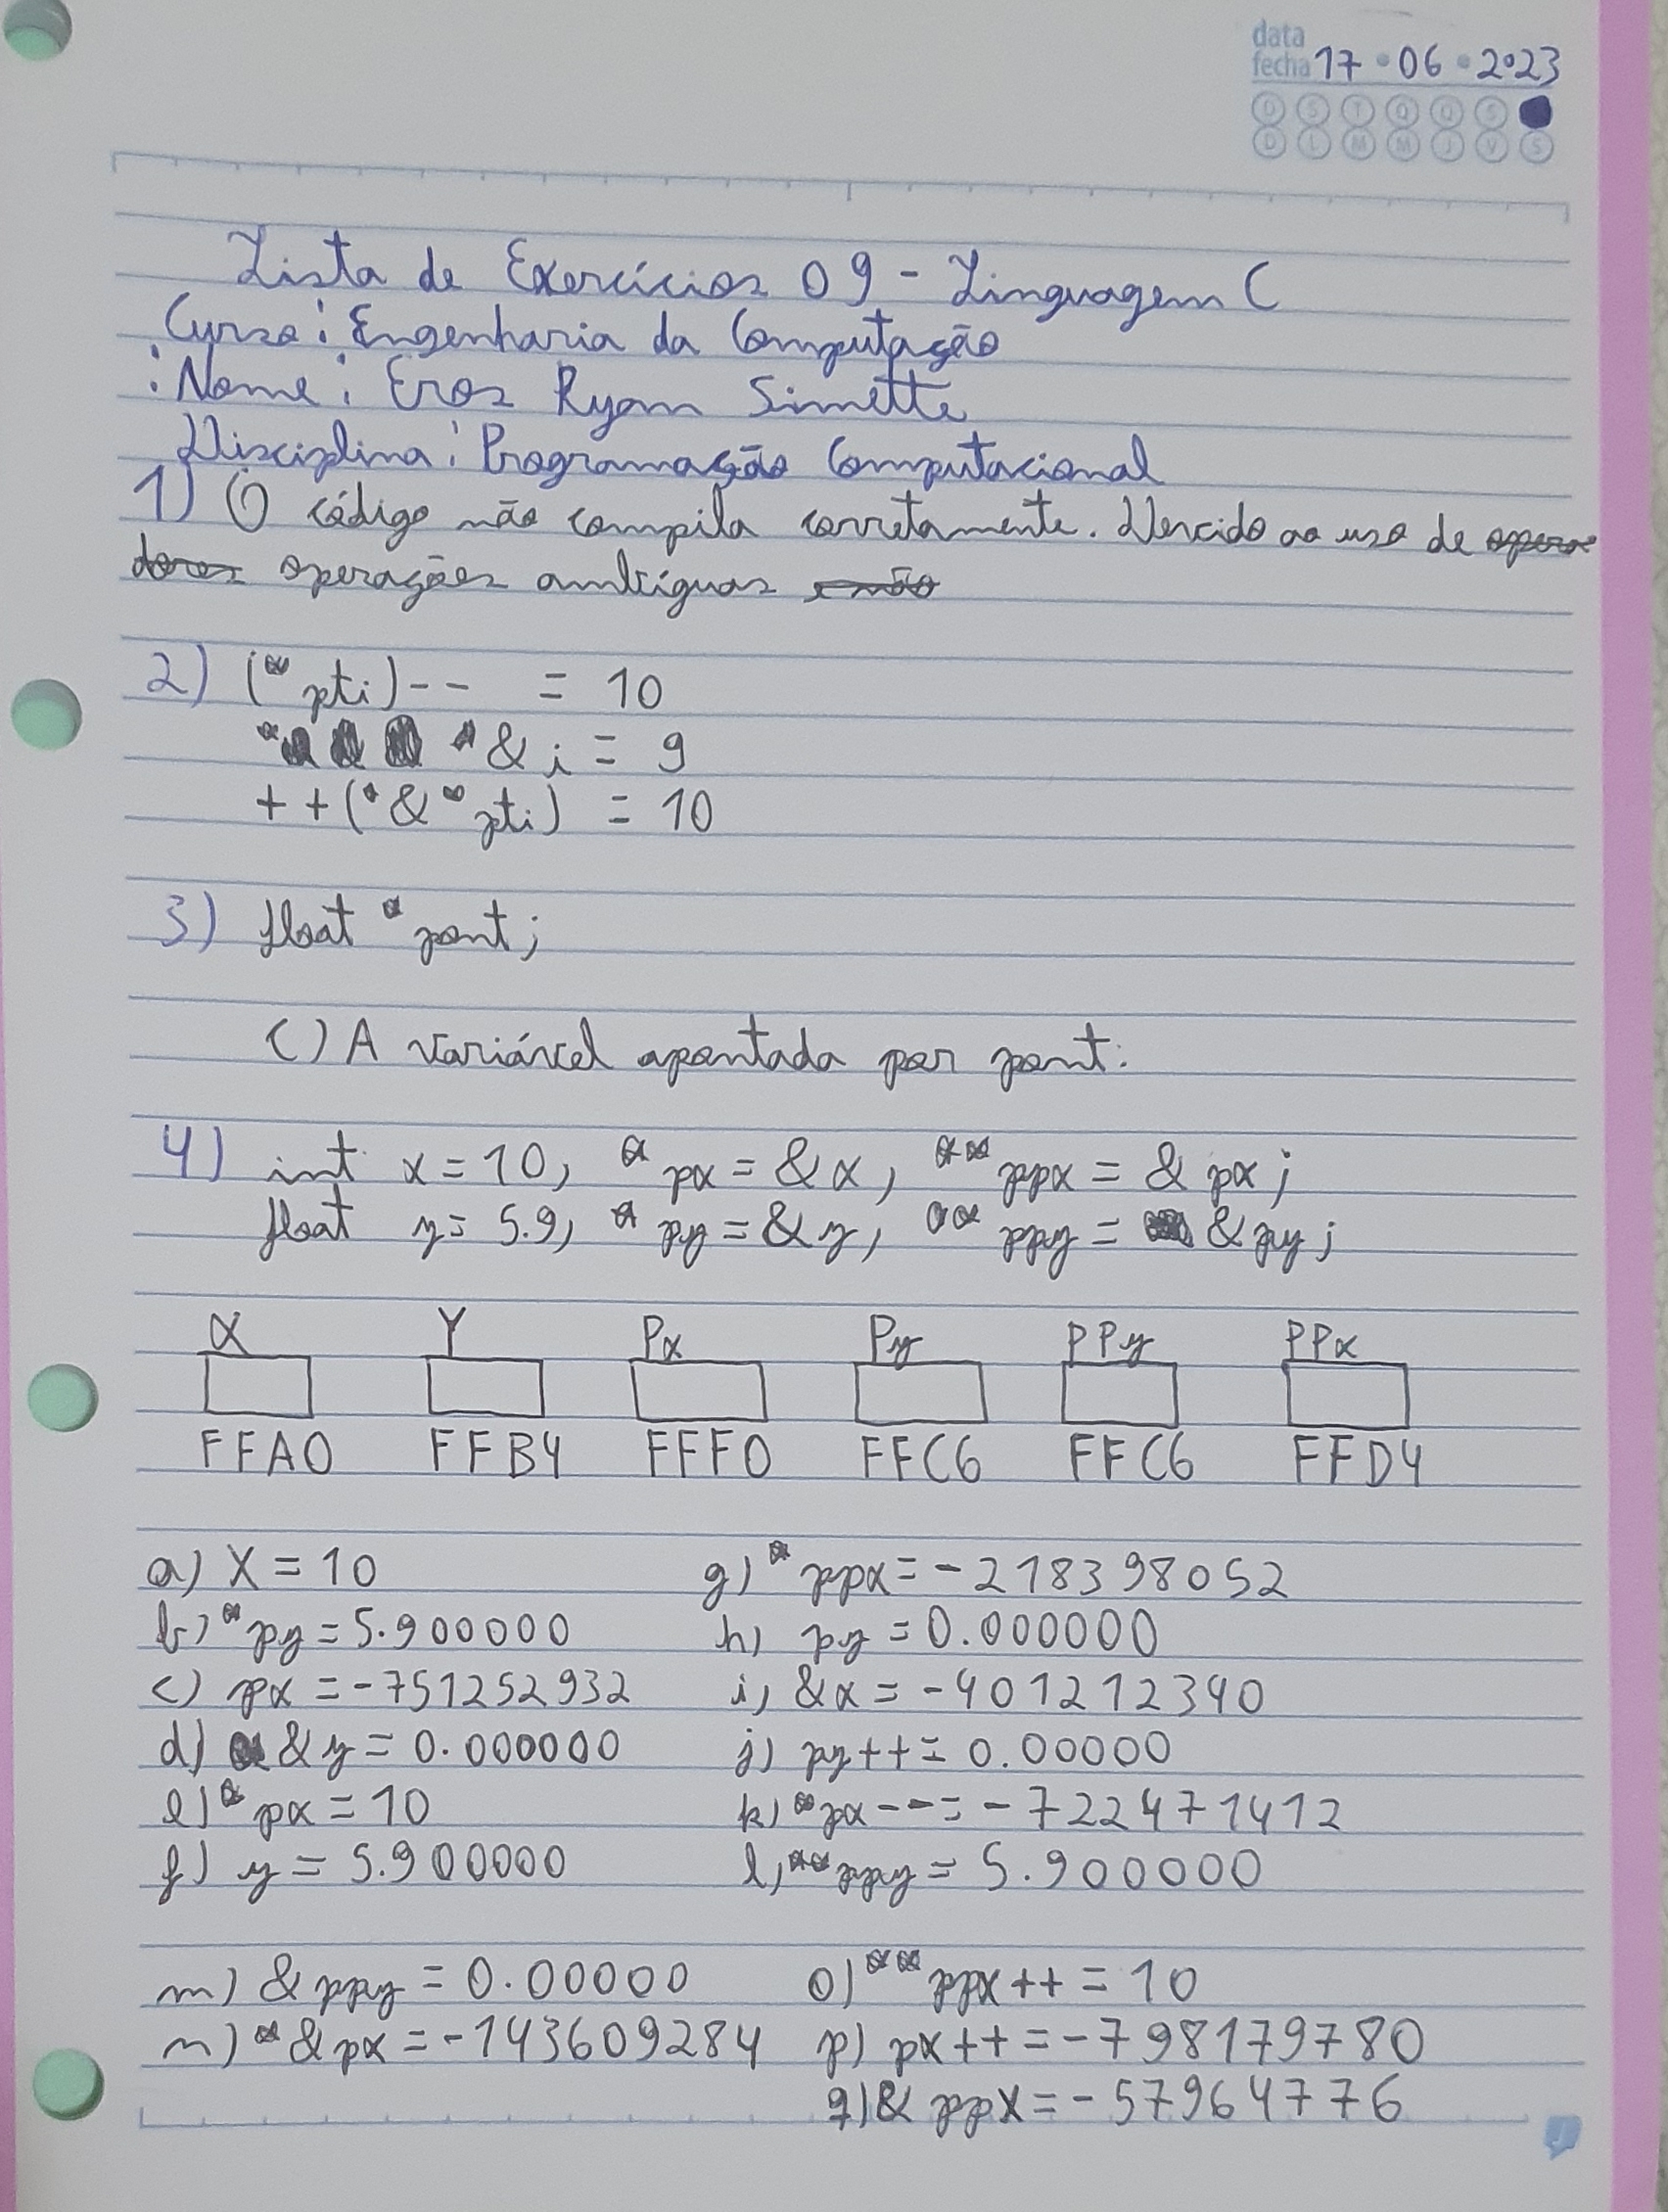 data
fecha 17 • 06 • 2023
D S T Q Q S
D L M M J V S
Lista de Exercícios 09 - Linguagem C
Curso: Engenharia da Computação
: Nome: Eros Ryan Simette
Disciplina: Programação Computacional
1) O código não compila corretamente. Devido ao uso de
operações ambíguas
2) (*pti)-- = 10
*&i = 9
++(*&*pti) = 10
3) float *pont;
C) A variável apontada por pont.
4) int x = 10, *px = &x, **ppx = &px;
float y = 5.9, *py = &y, **ppy = &py;
X Y Px Py PPy PPx
FFA0 FFB4 FFF0 FFC6 FFC6 FFD4
a) X = 10 g) *ppx = -218398052
b) *py = 5.900000 h) py = 0.000000
c) px = -751252932 i) &x = -401212340
d) &y = 0.000000 j) py++ = 0.00000
e) *px = 10 k) *px-- = -722471412
f) y = 5.900000 l) **ppy = 5.900000
m) &ppy = 0.00000 o) **ppx++ = 10
n) *&px = -143609284 p) px++ = -798179780
q) &ppx = -57964776